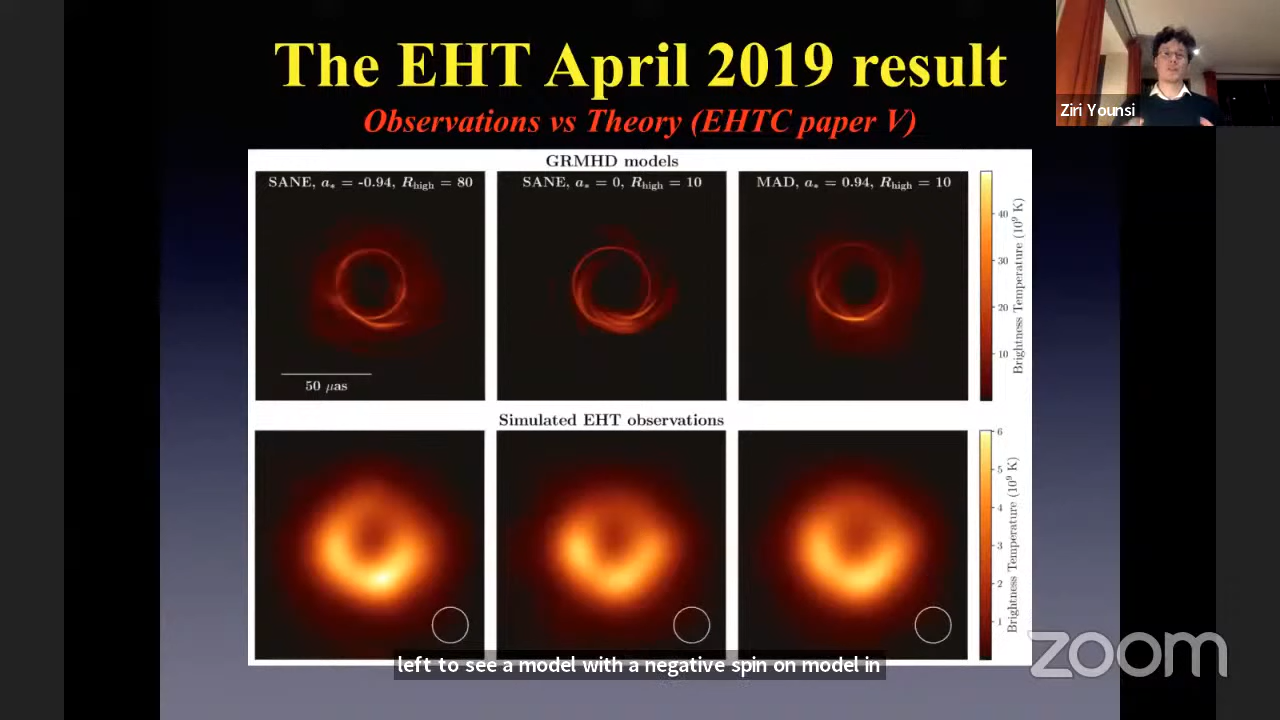 The EHT April 2019 result
Observations vs Theory (EHTC paper V)
Ziri Younsi
GRMHD models
SANE, a* = -0.94, Rhigh = 80
SANE, a* = 0, Rhigh = 10
MAD, a* = 0.94, Rhigh = 10
50 μas
40
30
20
10
Brightness Temperature (10⁹ K)
Simulated EHT observations
6
5
4
3
2
1
Brightness Temperature (10⁹ K)
left to see a model with a negative spin on model in
zoom